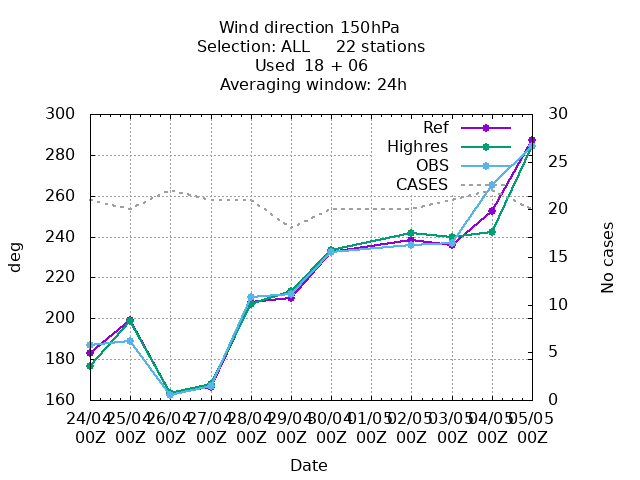 Wind direction 150hPa
Selection: ALL 22 stations
Used 18 + 06
Averaging window: 24h
Ref
Highres
OBS
CASES
300
280
260
240
220
200
180
160
deg
30
25
20
15
10
5
0
No cases
24/04 25/04 26/04 27/04 28/04 29/04 30/04 01/05 02/05 03/05 04/05 05/05
00Z 00Z 00Z 00Z 00Z 00Z 00Z 00Z 00Z 00Z 00Z 00Z
Date